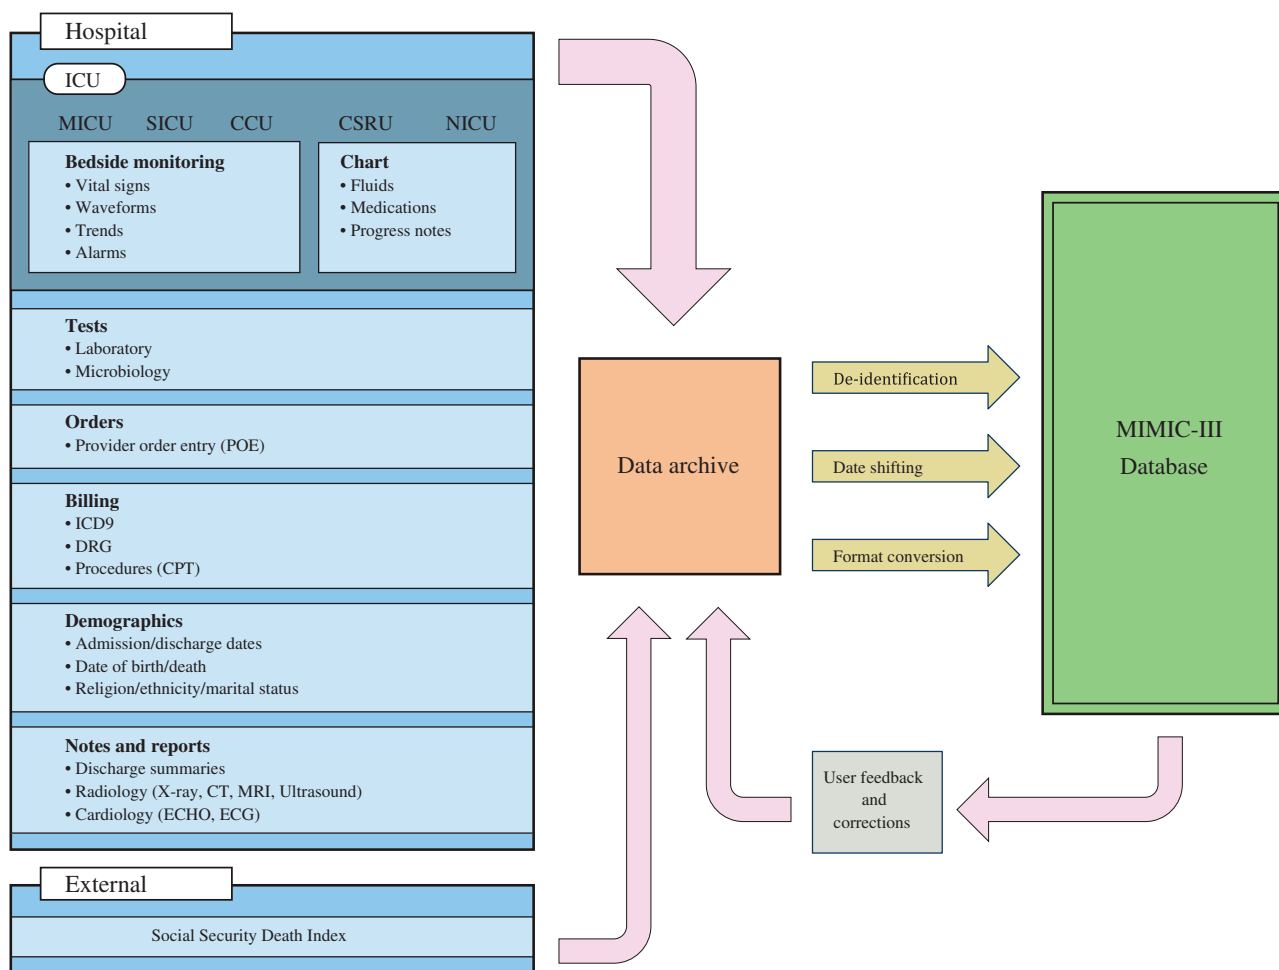 Hospital
ICU
MICU SICU CCU CSRU NICU
Bedside monitoring
• Vital signs
• Waveforms
• Trends
• Alarms
Chart
• Fluids
• Medications
• Progress notes
Tests
• Laboratory
• Microbiology
Orders
• Provider order entry (POE)
Billing
• ICD9
• DRG
• Procedures (CPT)
Demographics
• Admission/discharge dates
• Date of birth/death
• Religion/ethnicity/marital status
Notes and reports
• Discharge summaries
• Radiology (X-ray, CT, MRI, Ultrasound)
• Cardiology (ECHO, ECG)
External
Social Security Death Index
Data archive
De-identification
Date shifting
Format conversion
MIMIC-III
Database
User feedback
and
corrections